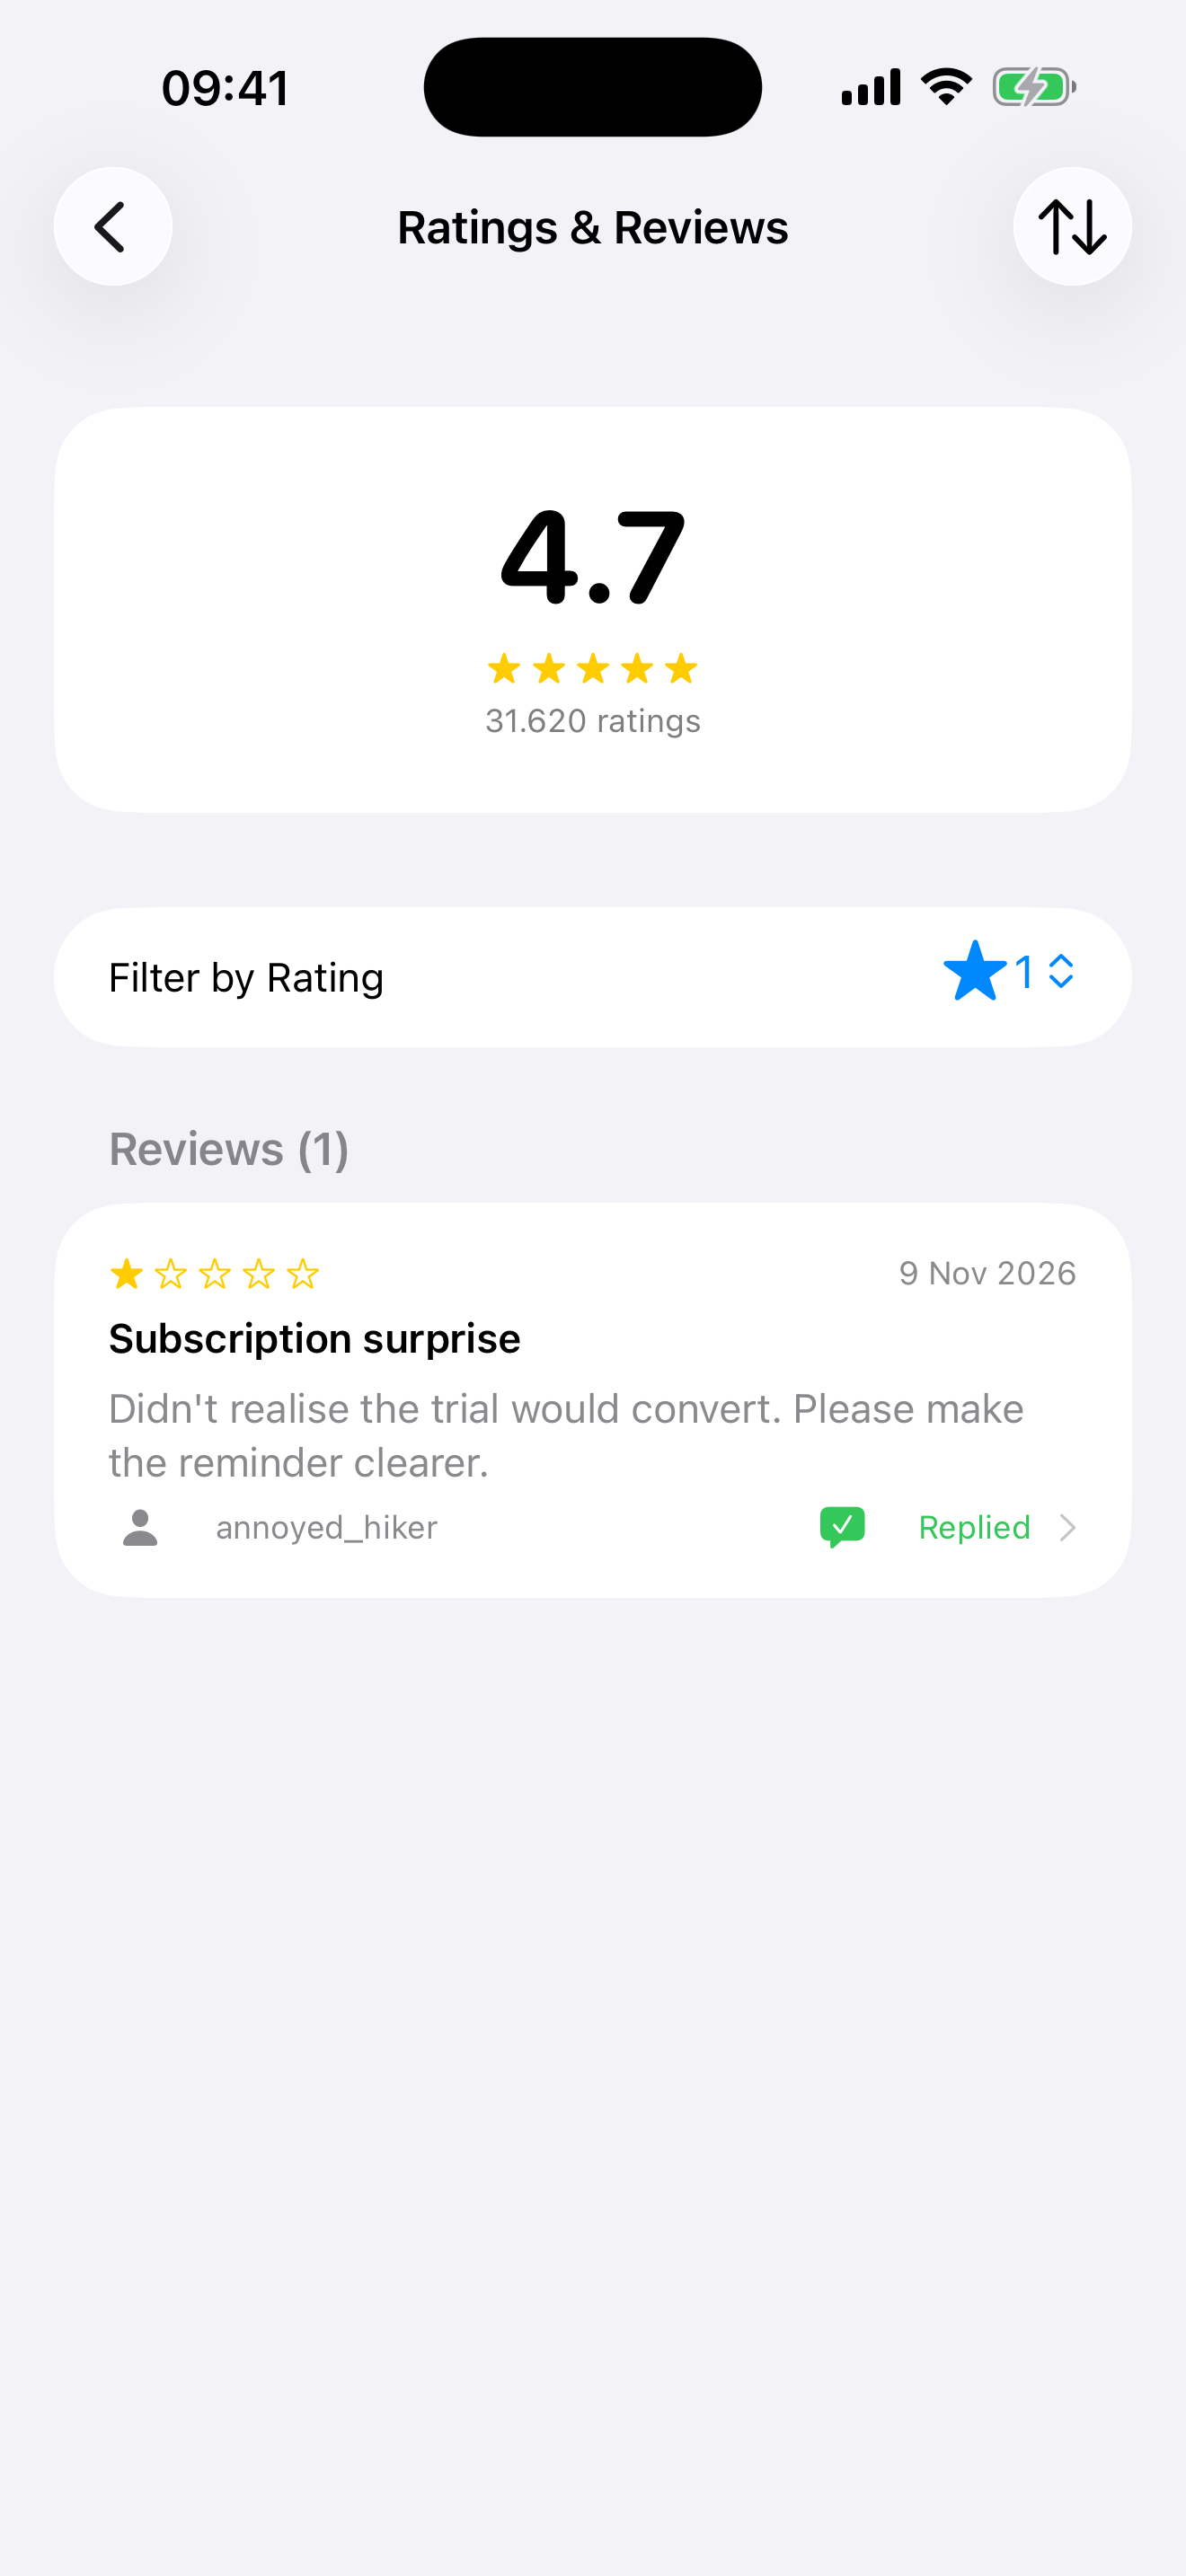 09:41
Ratings & Reviews
4.7
31.620 ratings
Filter by Rating
1
Reviews (1)
9 Nov 2026
Subscription surprise
Didn't realise the trial would convert. Please make
the reminder clearer.
annoyed_hiker
Replied